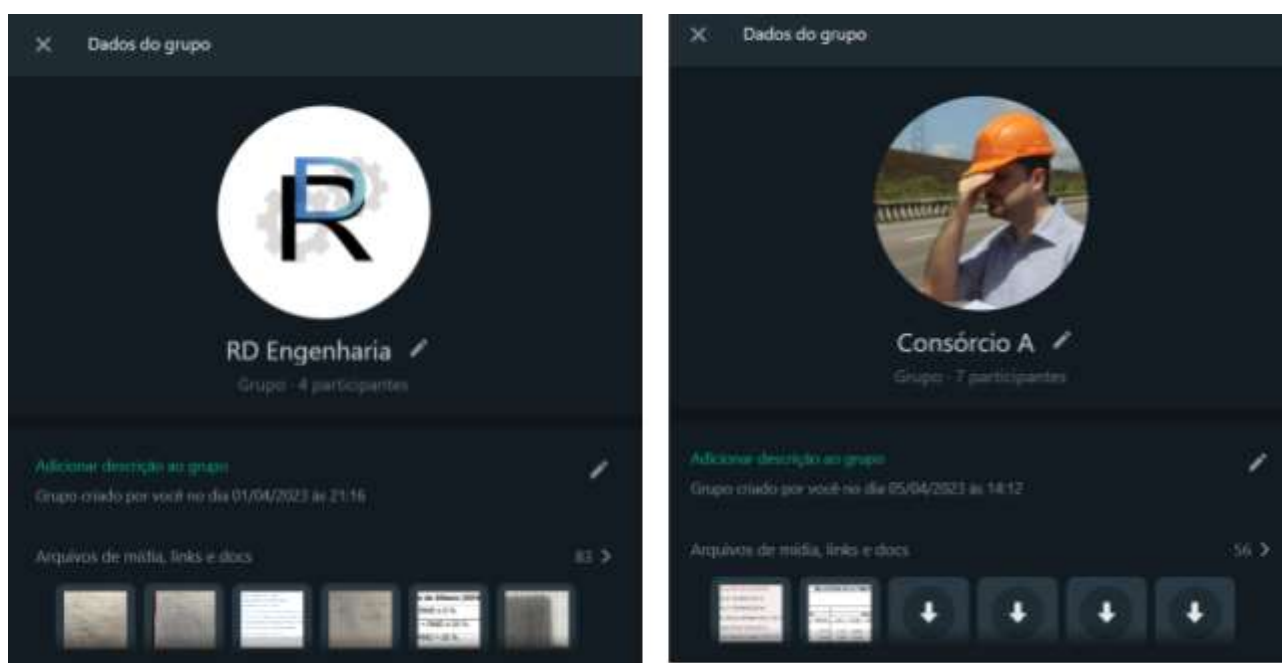 Dados do grupo
RD Engenharia
Grupo · 4 participantes
Adicionar descrição ao grupo
Grupo criado por você no dia 01/04/2023 às 21:16
Arquivos de mídia, links e docs
83
Dados do grupo
Consórcio A
Grupo · 7 participantes
Adicionar descrição ao grupo
Grupo criado por você no dia 05/04/2023 às 14:12
Arquivos de mídia, links e docs
56